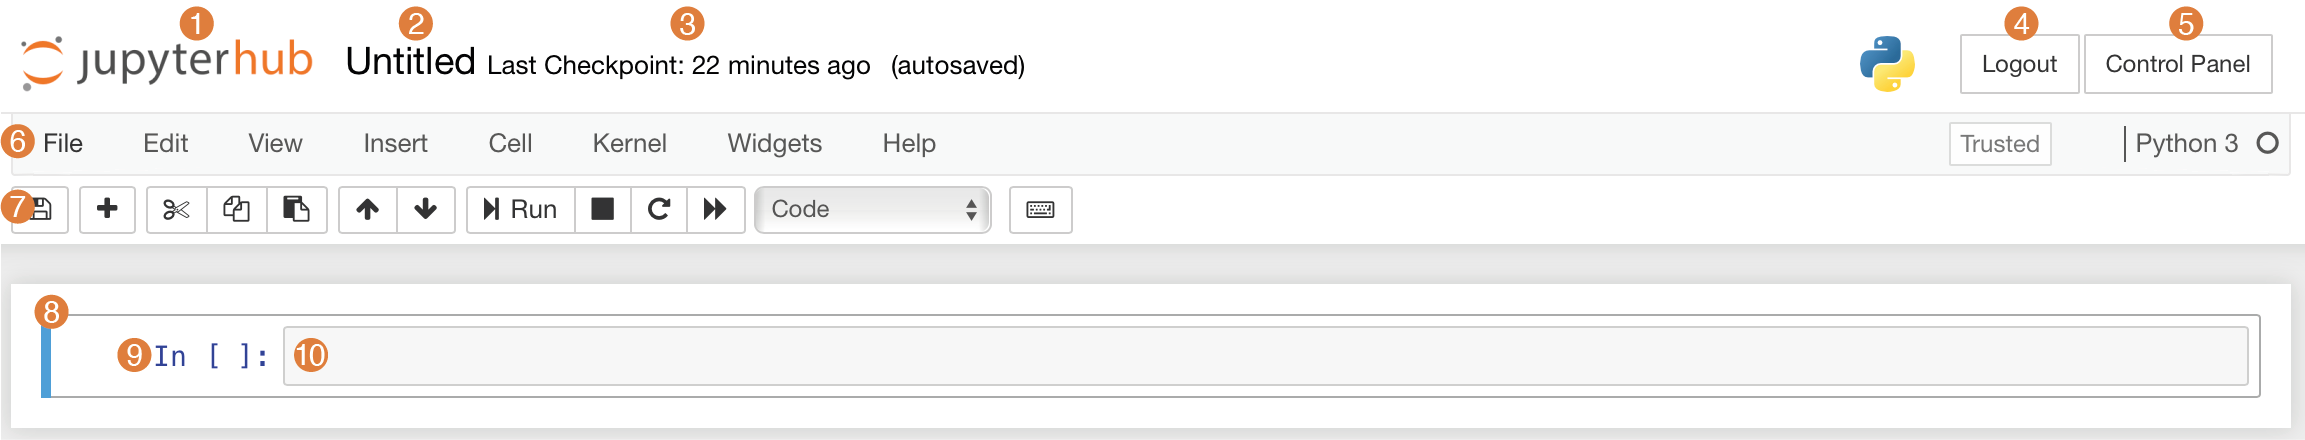 1 2 3 4 5
jupyterhub Untitled Last Checkpoint: 22 minutes ago (autosaved) Logout Control Panel
6 File Edit View Insert Cell Kernel Widgets Help Trusted Python 3
7 Run Code
8
9 In [ ]: 10